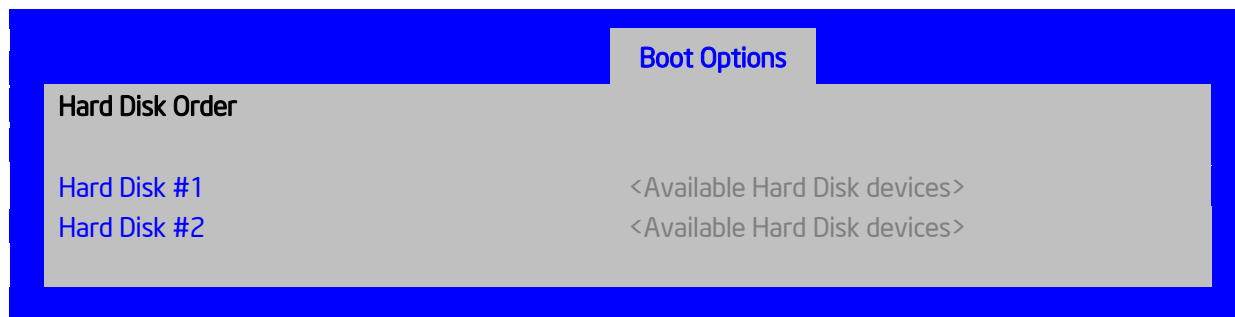 Boot Options
Hard Disk Order
Hard Disk #1 <Available Hard Disk devices>
Hard Disk #2 <Available Hard Disk devices>